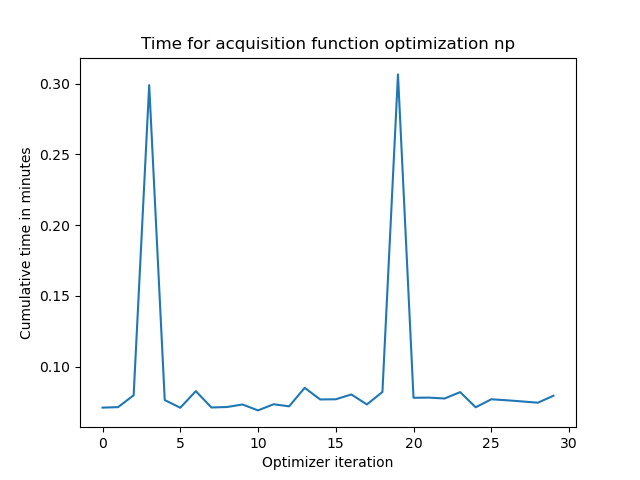 Time for acquisition function optimization np
Cumulative time in minutes
0.30
0.25
0.20
0.15
0.10
0 5 10 15 20 25 30
Optimizer iteration